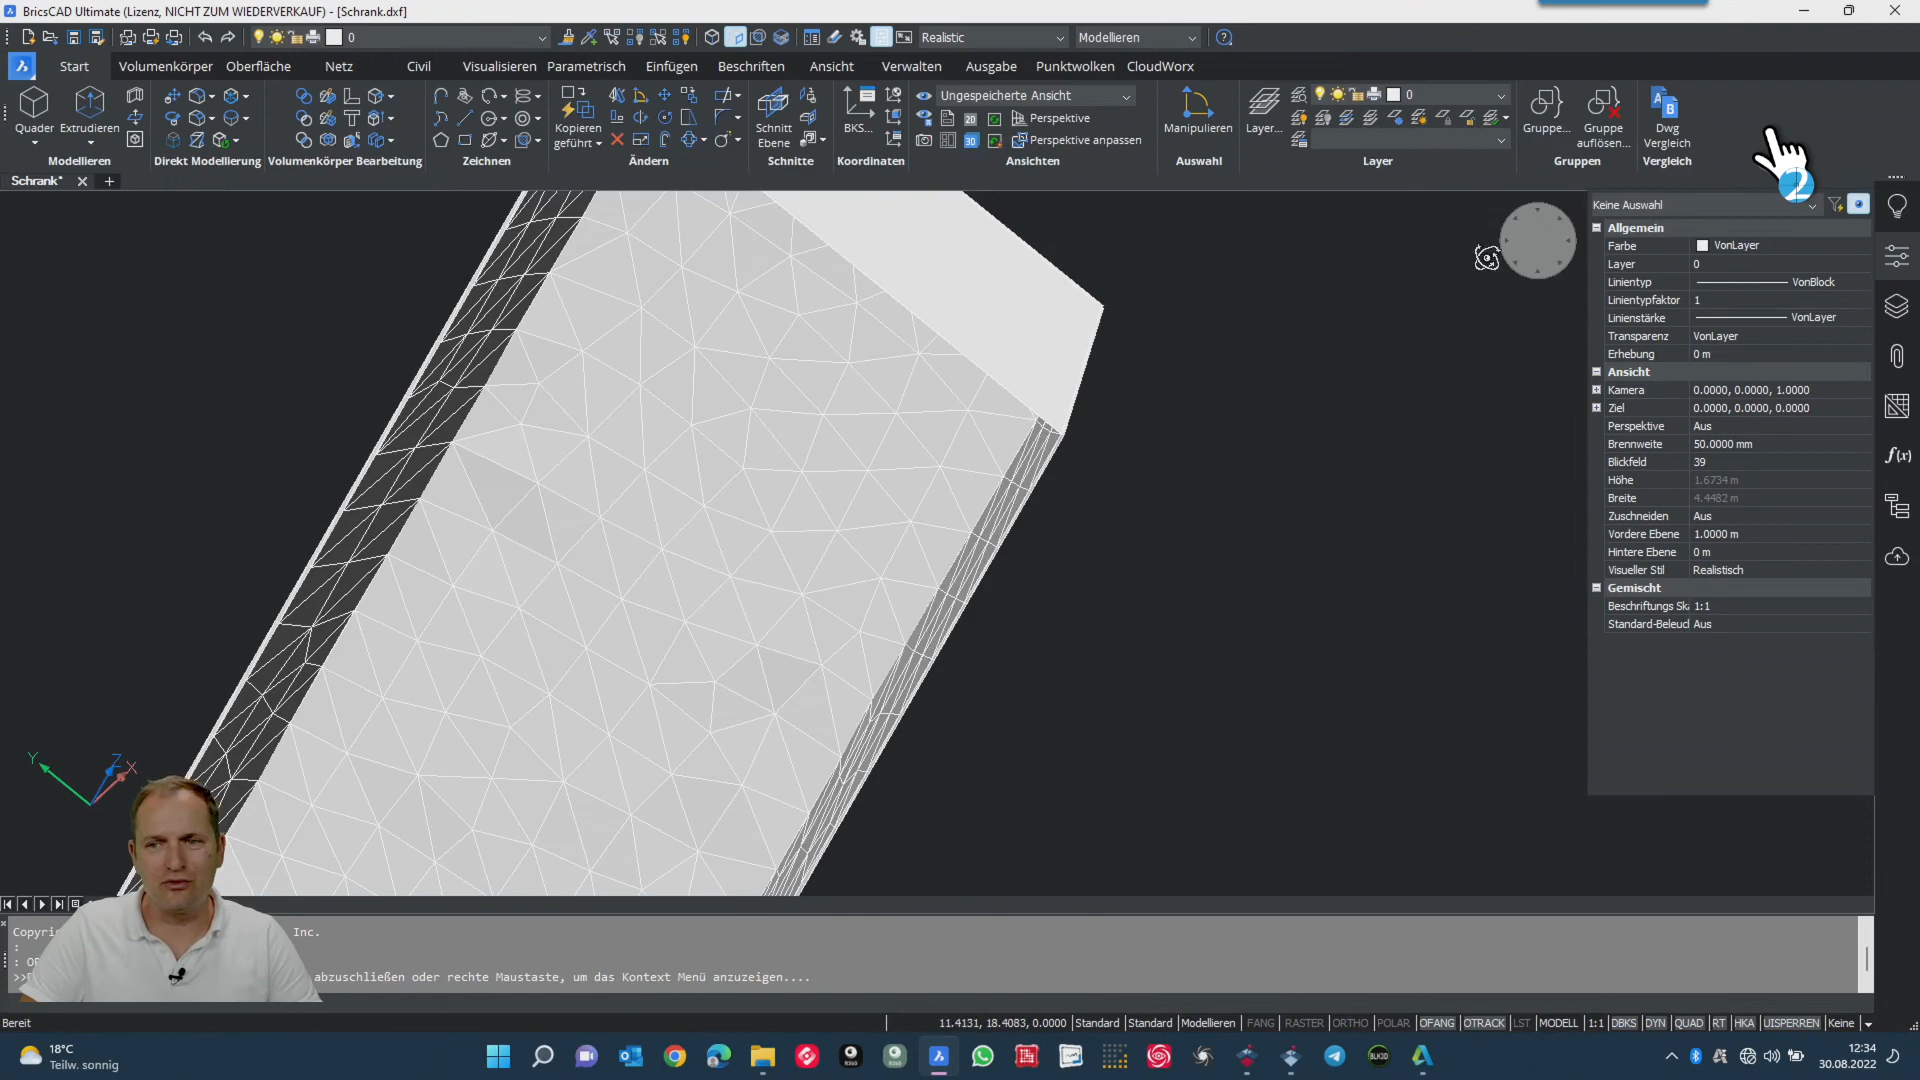 BricsCAD Ultimate (Lizenz, NICHT ZUM WIEDERVERKAUF) - [Schrank.dxf]
0 Realistic Modellieren
Start Volumenkörper Oberfläche Netz Civil Visualisieren Parametrisch Einfügen Beschriften Ansicht Verwalten Ausgabe Punktwolken CloudWorx
Quader Extrudieren
Modellieren
Direkt Modellierung
Volumenkörper Bearbeitung
Zeichnen
Kopieren
geführt
Ändern
Schnitt
Ebene
Schnitte
BKS...
Koordinaten
Ungespeicherte Ansicht
Perspektive
Perspektive anpassen
Ansichten
Manipulieren
Auswahl
Layer...
0
Layer
Gruppe...
Gruppe
auflösen...
Gruppen
Dwg
Vergleich
Vergleich
2
Schrank*
Keine Auswahl
Allgemein
Farbe VonLayer
Layer 0
Linientyp VonBlock
Linientypfaktor 1
Linienstärke VonLayer
Transparenz VonLayer
Erhebung 0 m
Ansicht
Kamera 0.0000, 0.0000, 1.0000
Ziel 0.0000, 0.0000, 0.0000
Perspektive Aus
Brennweite 50.0000 mm
Blickfeld 39
Höhe 1.6734 m
Breite 4.4482 m
Zuschneiden Aus
Vordere Ebene 1.0000 m
Hintere Ebene 0 m
Visueller Stil Realistisch
Gemischt
Beschriftungs Sk 1:1
Standard-Beleuc Aus
f(x)
Y Z X
Inc.
:
abzuschließen oder rechte Maustaste, um das Kontext Menü anzuzeigen....
Bereit
11.4131, 18.4083, 0.0000 Standard Standard Modellieren FANG RASTER ORTHO POLAR OFANG OTRACK LST MODELL 1:1 DBKS DYN QUAD RT HKA UISPERREN Keine
18°C
Teilw. sonnig
12:34
30.08.2022